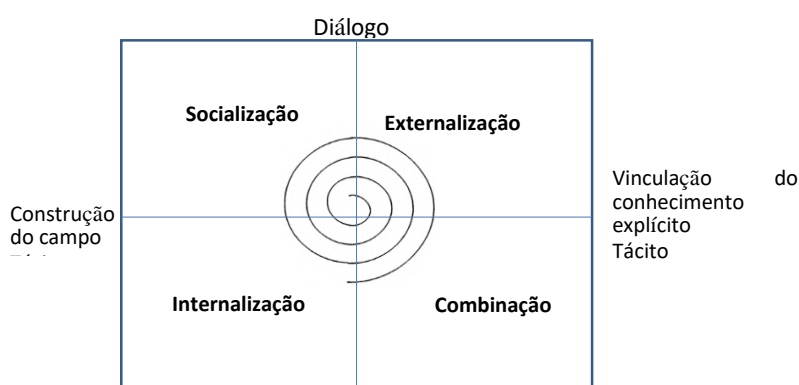 Diálogo
Socialização
Externalização
Construção
do campo
Vinculação do
conhecimento
explícito
Tácito
Internalização
Combinação